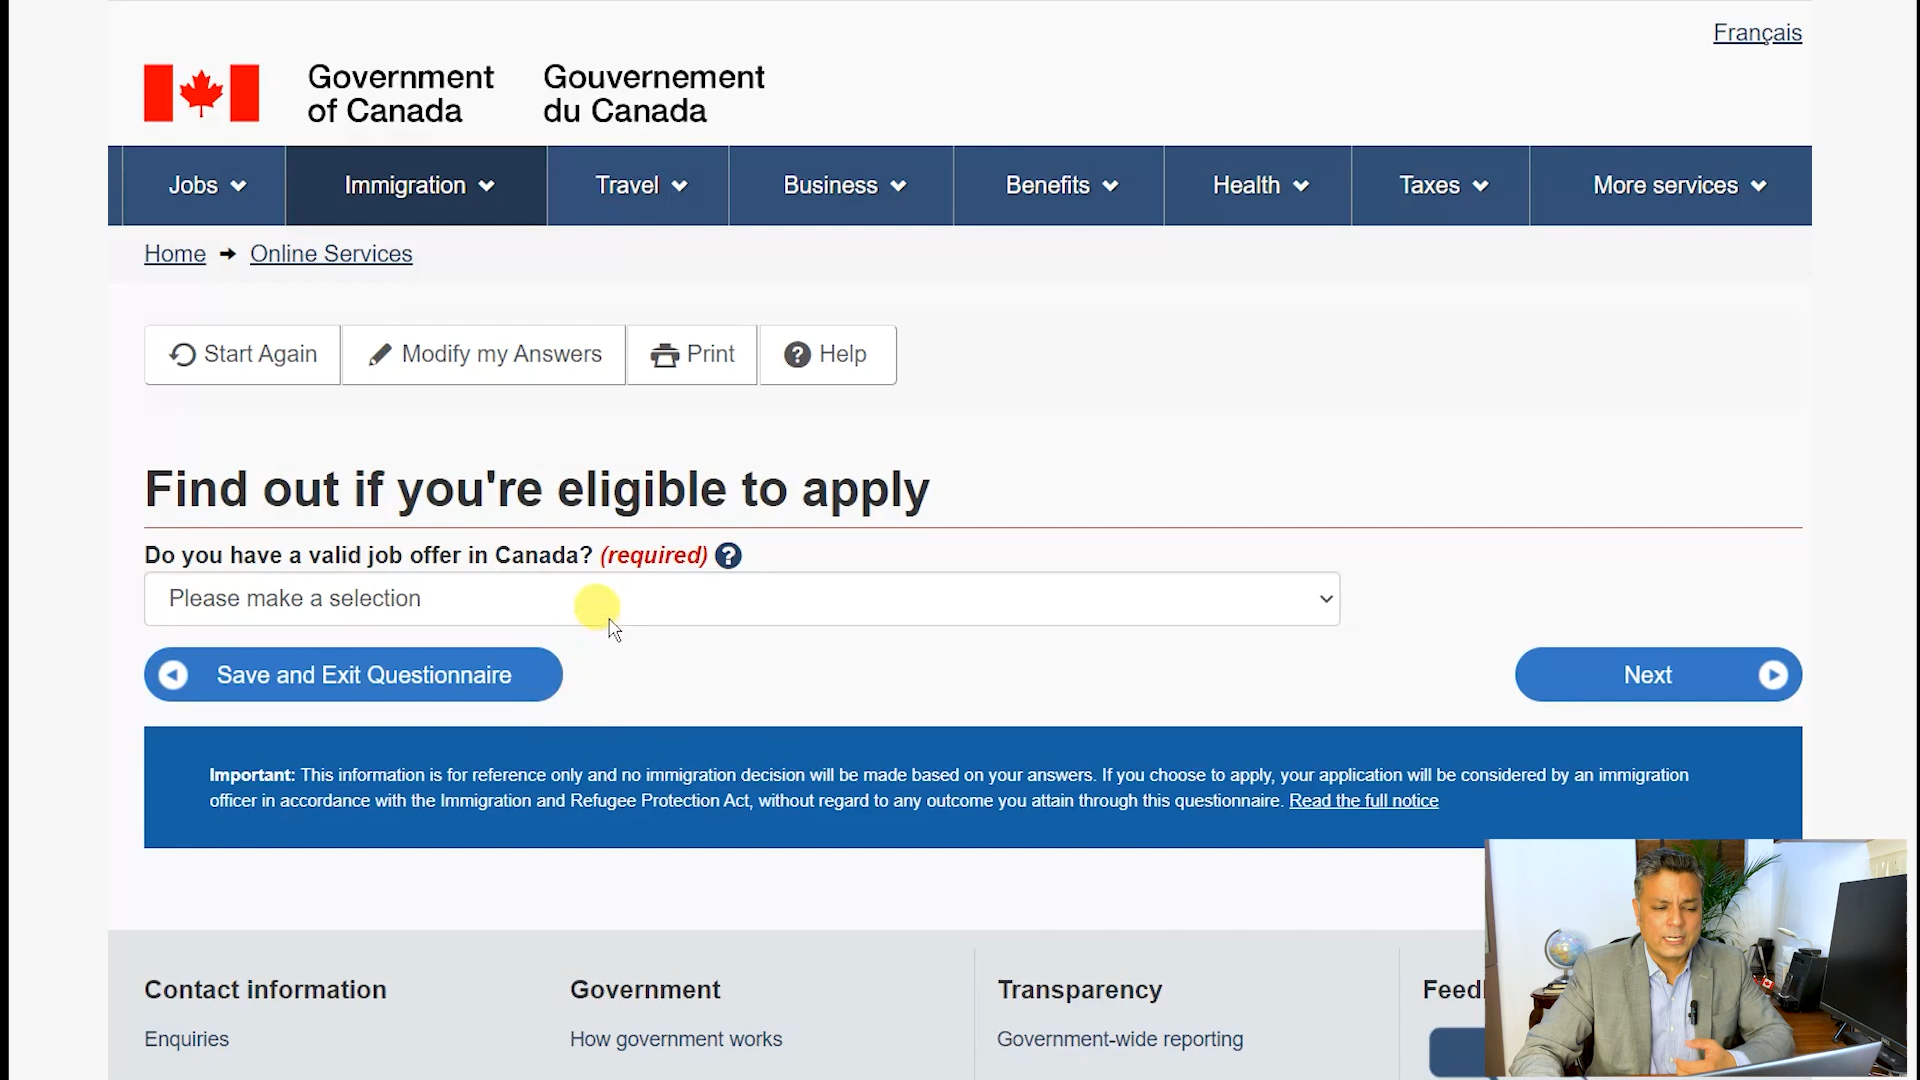 Français
Government of Canada
Gouvernement du Canada
Jobs
Immigration
Travel
Business
Benefits
Health
Taxes
More services
Home
Online Services
Start Again
Modify my Answers
Print
Help
Find out if you're eligible to apply
Do you have a valid job offer in Canada? (required)
Please make a selection
Save and Exit Questionnaire
Next
Important: This information is for reference only and no immigration decision will be made based on your answers. If you choose to apply, your application will be considered by an immigration
officer in accordance with the Immigration and Refugee Protection Act, without regard to any outcome you attain through this questionnaire. Read the full notice
Contact information
Government
Transparency
Enquiries
How government works
Government-wide reporting